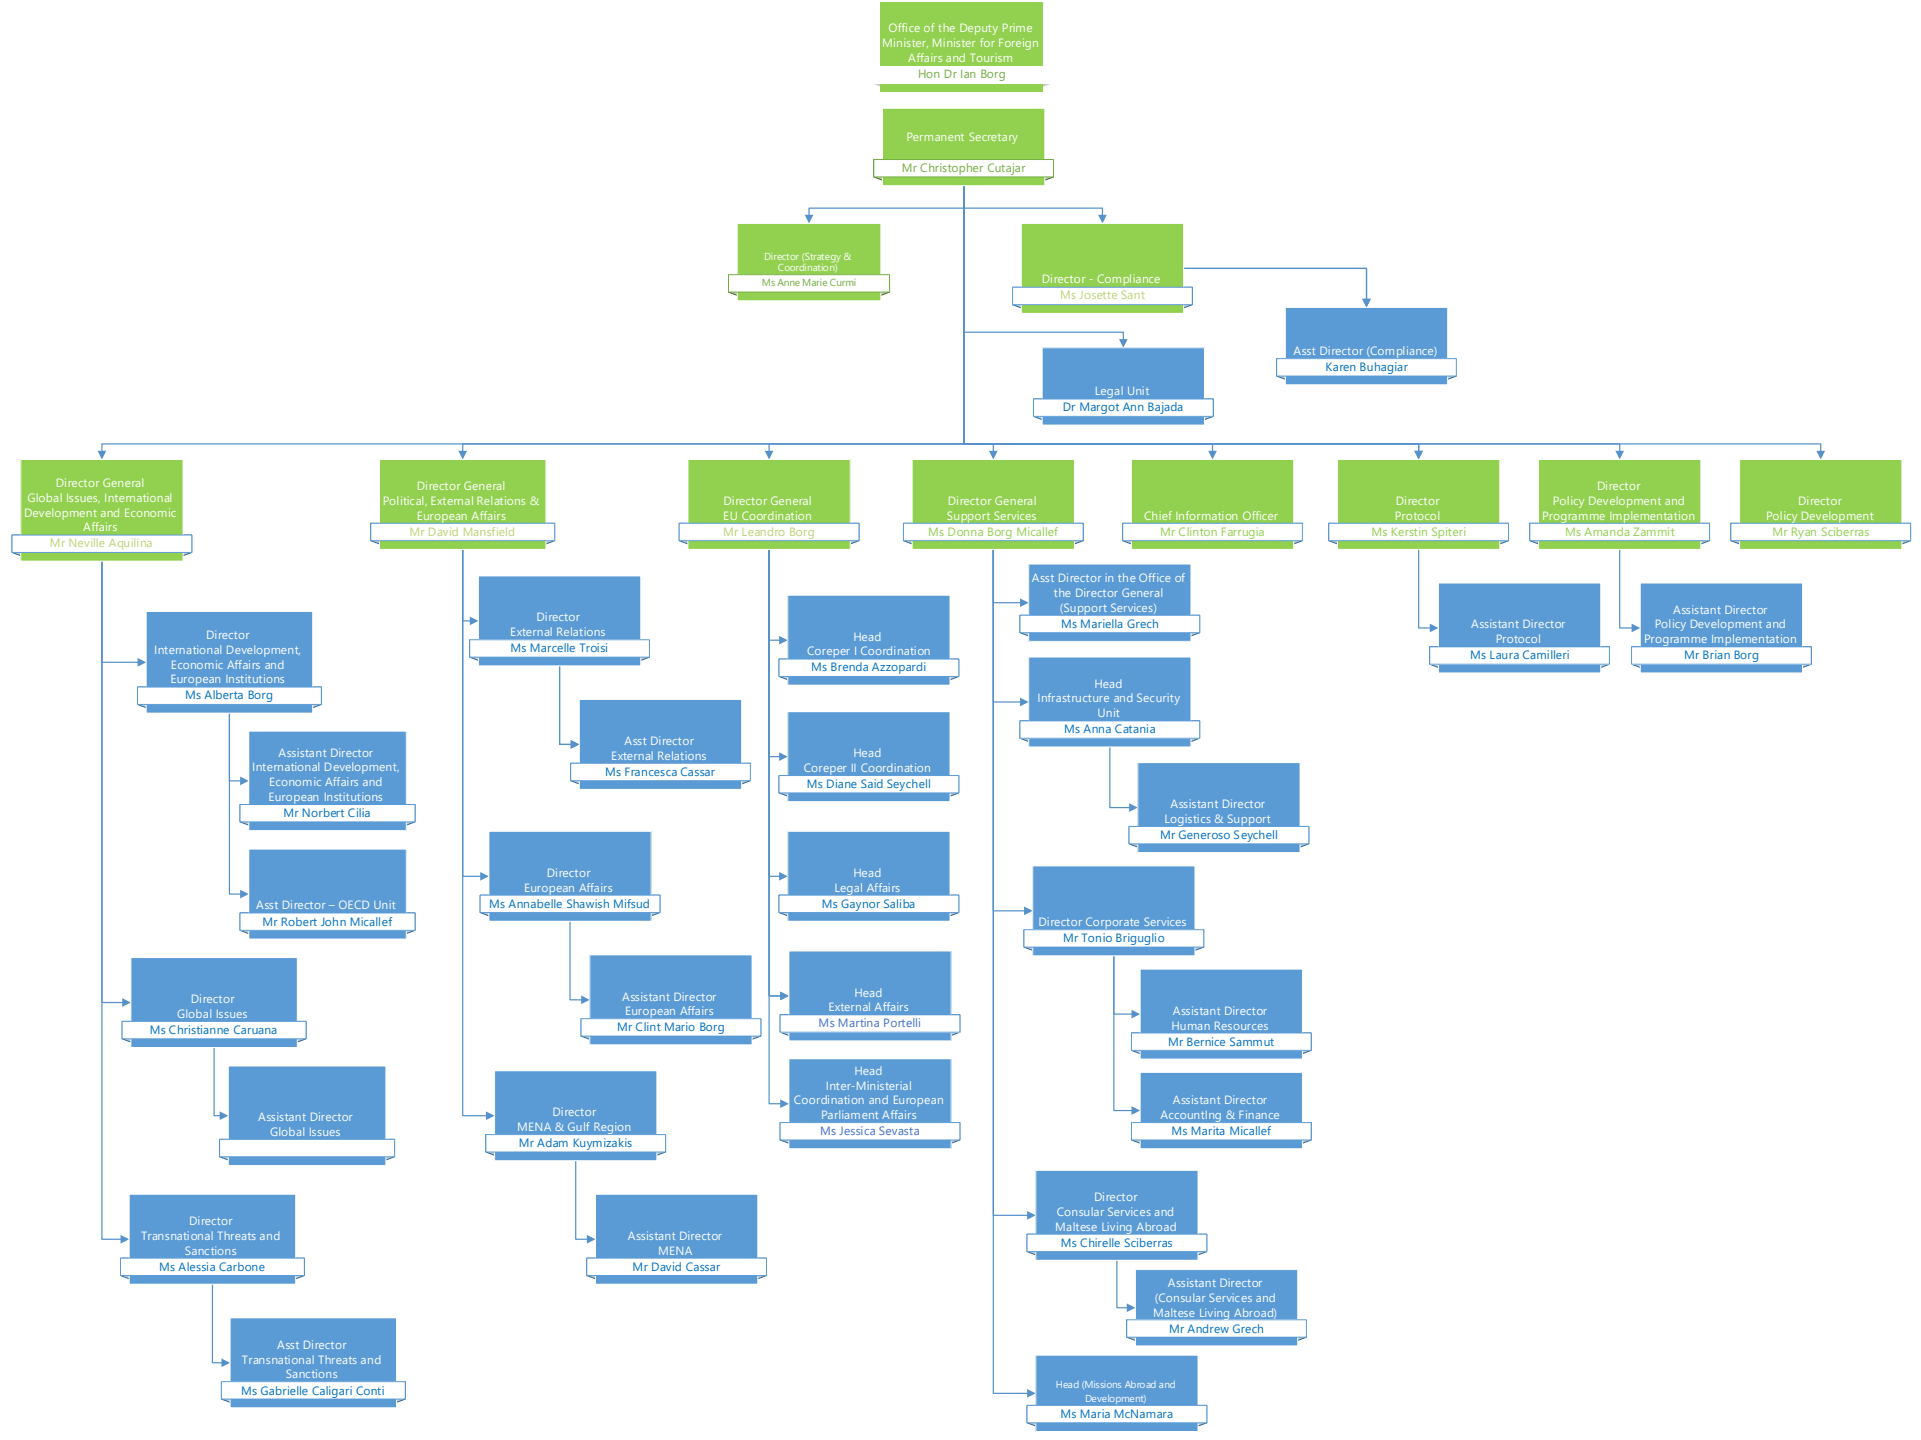 Office of the Deputy Prime
Minister, Minister for Foreign
Affairs and Tourism
Hon Dr Ian Borg
Permanent Secretary
Mr Christopher Cutajar
Director (Strategy &
Coordination)
Ms Anne Marie Curmi
Director - Compliance
Ms Josette Sant
Asst Director (Compliance)
Karen Buhagiar
Legal Unit
Dr Margot Ann Bajada
Director General
Global Issues, International
Development and Economic
Affairs
Mr Neville Aquilina
Director General
Political, External Relations &
European Affairs
Mr David Mansfield
Director General
EU Coordination
Mr Leandro Borg
Director General
Support Services
Ms Donna Borg Micallef
Chief Information Officer
Mr Clinton Farrugia
Director
Protocol
Ms Kerstin Spiteri
Director
Policy Development and
Programme Implementation
Ms Amanda Zammit
Director
Policy Development
Mr Ryan Sciberras
Director
International Development,
Economic Affairs and
European Institutions
Ms Alberta Borg
Assistant Director
International Development,
Economic Affairs and
European Institutions
Mr Norbert Cilia
Asst Director – OECD Unit
Mr Robert John Micallef
Director
Global Issues
Ms Christianne Caruana
Assistant Director
Global Issues
Director
Transnational Threats and
Sanctions
Ms Alessia Carbone
Asst Director
Transnational Threats and
Sanctions
Ms Gabrielle Caligari Conti
Director
External Relations
Ms Marcelle Troisi
Asst Director
External Relations
Ms Francesca Cassar
Director
European Affairs
Ms Annabelle Shawish Mifsud
Assistant Director
European Affairs
Mr Clint Mario Borg
Director
MENA & Gulf Region
Mr Adam Kuymizakis
Assistant Director
MENA
Mr David Cassar
Head
Coreper I Coordination
Ms Brenda Azzopardi
Head
Coreper II Coordination
Ms Diane Said Seychell
Head
Legal Affairs
Ms Gaynor Saliba
Head
External Affairs
Ms Martina Portelli
Head
Inter-Ministerial
Coordination and European
Parliament Affairs
Ms Jessica Sevasta
Asst Director in the Office of
the Director General
(Support Services)
Ms Mariella Grech
Head
Infrastructure and Security
Unit
Ms Anna Catania
Assistant Director
Logistics & Support
Mr Generoso Seychell
Director Corporate Services
Mr Tonio Briguglio
Assistant Director
Human Resources
Mr Bernice Sammut
Assistant Director
AccountIng & Finance
Ms Marita Micallef
Director
Consular Services and
Maltese Living Abroad
Ms Chirelle Sciberras
Assistant Director
(Consular Services and
Maltese Living Abroad)
Mr Andrew Grech
Head (Missions Abroad and
Development)
Ms Maria McNamara
Assistant Director
Protocol
Ms Laura Camilleri
Assistant Director
Policy Development and
Programme Implementation
Mr Brian Borg